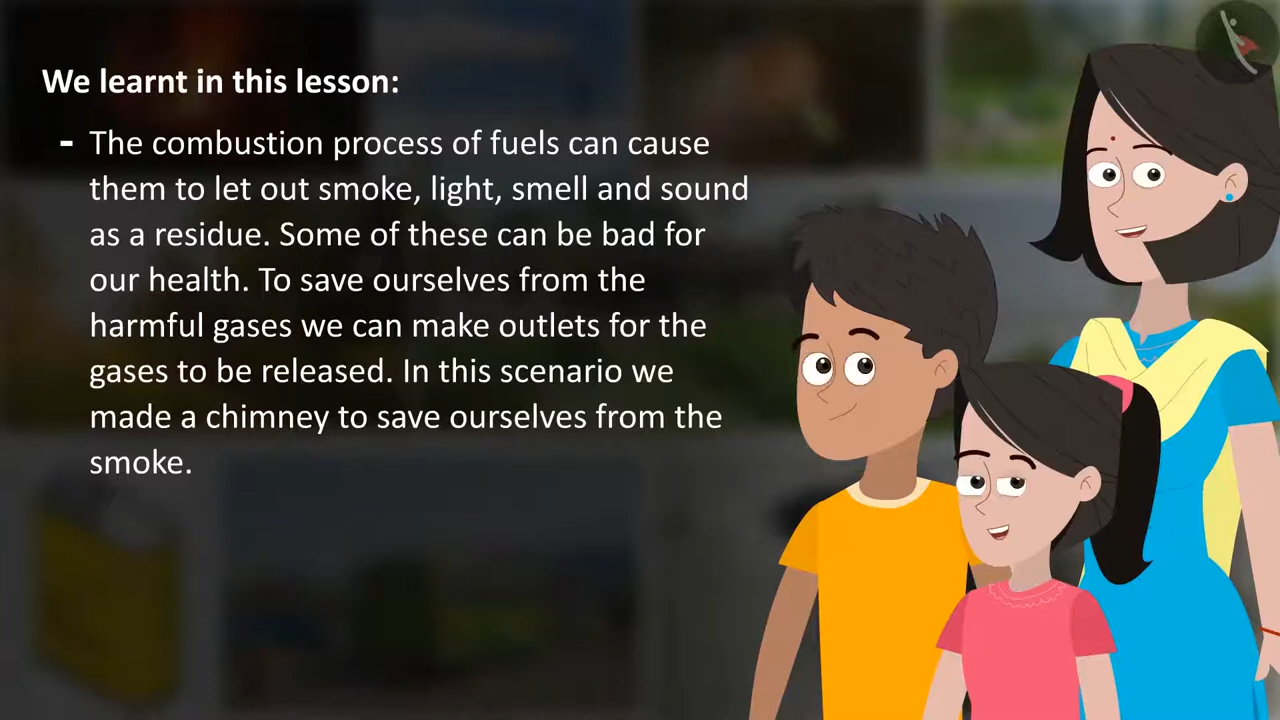 We learnt in this lesson:
- The combustion process of fuels can cause
them to let out smoke, light, smell and sound
as a residue. Some of these can be bad for
our health. To save ourselves from the
harmful gases we can make outlets for the
gases to be released. In this scenario we
made a chimney to save ourselves from the
smoke.